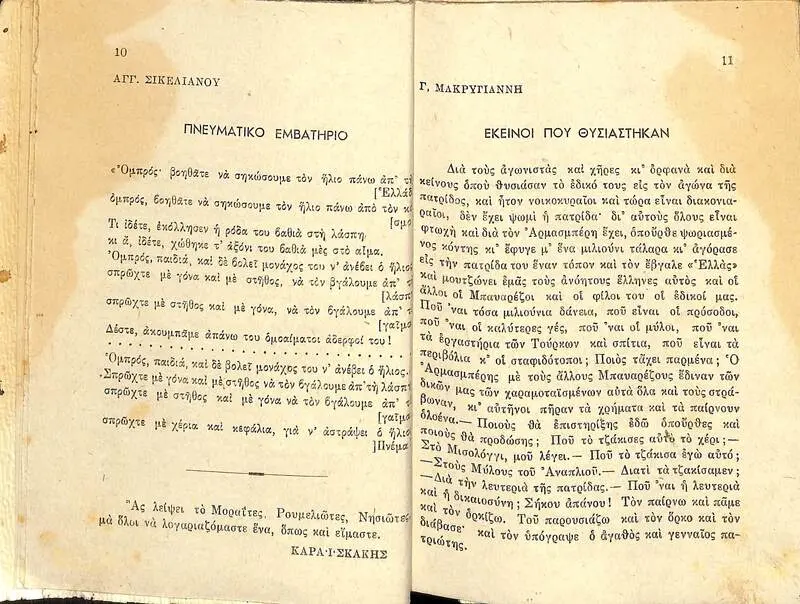 10
ΑΓΓ. ΣΙΚΕΛΙΑΝΟΥ
ΠΝΕΥΜΑΤΙΚΟ ΕΜΒΑΤΗΡΙΟ
«Ὀμπρός· βοηθᾶτε νὰ σηκώσουμε τὸν ἥλιο πάνω ἀπ' τὴ
[Ἑλλάδ
ὀμπρός, βοηθᾶτε νὰ σηκώσουμε τὸν ἥλιο πάνω ἀπὸ τὸν κ
[σμο
Τι ἰδέτε, ἐκόλλησεν ἡ ρόδα του βαθιὰ στὴ λάσπη,
κι ἄ, ἰδέτε, χώθηκε τ' ἀξόνι του βαθιὰ μὲς στὸ αἷμα.
Ὀμπρός, παιδιά, καὶ δὲ βολεῖ μονάχος του ν' ἀνέβει ὁ ἥλιο
σπρῶχτε μὲ γόνα καὶ μὲ στῆθος, νὰ τὸν βγάλουμε ἀπ' τ
[λάσπ
σπρῶχτε μὲ στῆθος καὶ μὲ γόνα, νὰ τὸν βγάλουμε ἀπ' τ
[γαῖμα
Δέστε, ἀκουμπᾶμε ἀπάνω του ὁμοαίματοι ἀδερφοί του!
. . . . . . . . . . . . . . . . . . . . . . . . . . . . . .
Ὀμπρός, παιδιά, καὶ δὲ βολεῖ μονάχος του ν' ἀνέβει ὁ ἥλιος.
Σπρῶχτε μὲ γόνα καὶ μὲ στῆθος νὰ τὸν βγάλουμε ἀπ' τὴ λάσπη
σπρῶχτε μὲ στῆθος καὶ μὲ γόνα νὰ τὸν βγάλουμε ἀπ' τ
[γαῖμα
σπρῶχτε μὲ χέρια καὶ κεφάλια, γιὰ ν' ἀστράψει ὁ ἥλιο
]Πνέμα.
Ἂς λείψει τὸ Μοραΐτες, Ρουμελιῶτες, Νησιῶτες
μὰ ὅλοι νὰ λογαριαζόμαστε ἕνα, ὅπως καὶ εἴμαστε.
ΚΑΡΑ·Ι·ΣΚΑΚΗΣ
11
Γ. ΜΑΚΡΥΓΙΑΝΝΗ
ΕΚΕΙΝΟΙ ΠΟΥ ΘΥΣΙΑΣΤΗΚΑΝ
Διὰ τοὺς ἀγωνιστὰς καὶ χῆρες κι' ὀρφανὰ καὶ διὰ
κείνους ὁποὺ θυσίασαν τὸ ἐδικό τους εἰς τὸν ἀγώνα τῆς
πατρίδος, καὶ ἦτον νοικοκυραῖοι καὶ τώρα εἶναι διακονια-
ραῖοι, δὲν ἔχει ψωμὶ ἡ πατρίδα· δι' αὐτοὺς ὅλους εἶναι
φτωχὴ καὶ διὰ τὸν Ἀρμασμπέρη ἔχει, ὁποὖρθε ψωριασμέ-
νος κόντης κι' ἔφυγε μ' ἕνα μιλιούνι τάλαρα κι' ἀγόρασε
εἰς τὴν πατρίδα του ἕναν τόπον καὶ τὸν ἔβγαλε «Ἑλλὰς»
καὶ μουτζώνει ἐμᾶς τοὺς ἀνόητους ἕλληνες αὐτὸς καὶ οἱ
ἄλλοι οἱ Μπαυαρέζοι καὶ οἱ φίλοι του οἱ ἐδικοί μας.
Ποῦ 'ναι τόσα μιλιούνια δάνεια, ποῦ εἶναι οἱ πρόσοδοι,
ποῦ 'ναι οἱ καλύτερες γές, ποῦ 'ναι οἱ μύλοι, ποῦ 'ναι
τὰ ἐργαστήρια τῶν Τούρκων καὶ σπίτια, ποῦ εἶναι τὰ
περιβόλια κ' οἱ σταφιδότοποι; Ποιὸς τἄχει παρμένα; Ὁ
Ἀρμασμπέρης μὲ τοὺς ἄλλους Μπαυαρέζους ἔδιναν τῶν
δικῶν μας τῶν χαραμοταϊσμένων αὐτὰ ὅλα καὶ τοὺς στρά-
βωναν, κι' αὐτῆνοι πῆραν τὰ χρήματα καὶ τὰ παίρνουν
ὁλοένα.— Ποιοὺς θὰ ἐπιστηρίξης ἐδῶ ὁποὖρθες καὶ
ποιοὺς θὰ προδώσης; Ποῦ τὸ τζάκισες αὐτὸ τὸ χέρι;—
Στὸ Μισολόγγι, μοῦ λέγει.— Ποῦ τὸ τζάκισα ἐγὼ αὐτό;
—Στοὺς Μύλους τοῦ Ἀναπλιοῦ.— Διατὶ τὰ τζακίσαμεν;
—Διὰ τὴν λευτεριὰ τῆς πατρίδας.— Ποῦ 'ναι ἡ λευτεριὰ
καὶ ἡ δικαιοσύνη; Σήκου ἀπάνου! Τὸν παίρνω καὶ πᾶμε
καὶ τὸν ὁρκίζω. Τοῦ παρουσιάζω καὶ τὸν ὅρκο καὶ τὸν
διάβασε· καὶ τὸν ὑπόγραψε ὁ ἀγαθὸς καὶ γενναῖος πα-
τριώτης.